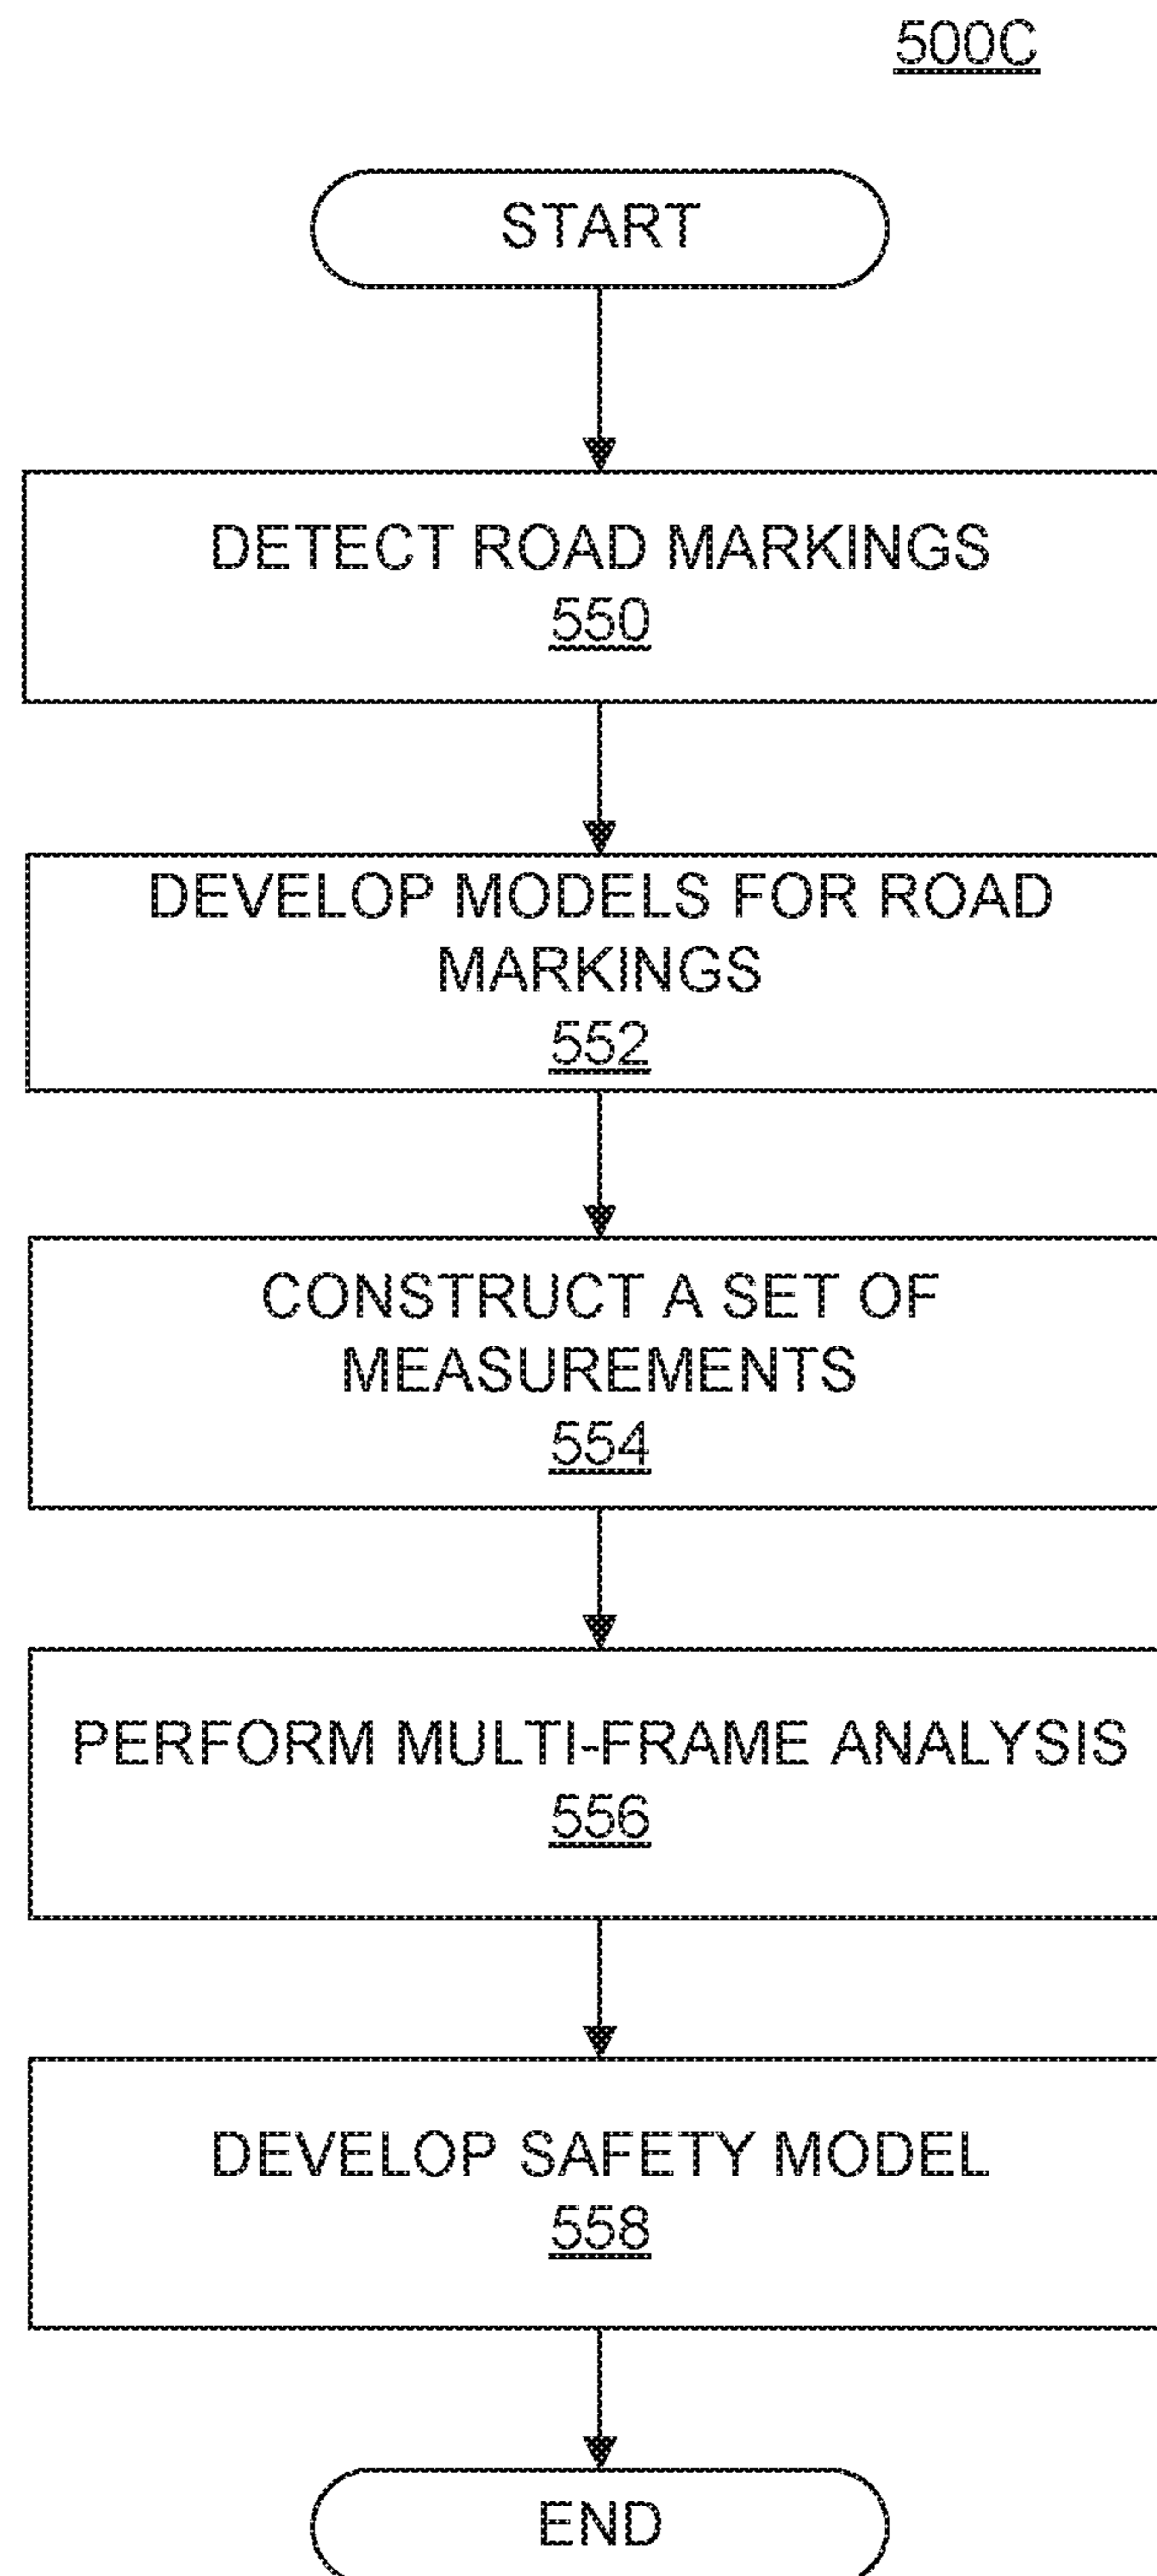 500C
START
DETECT ROAD MARKINGS
550
DEVELOP MODELS FOR ROAD
MARKINGS
552
CONSTRUCT A SET OF
MEASUREMENTS
554
PERFORM MULTI-FRAME ANALYSIS
556
DEVELOP SAFETY MODEL
558
END